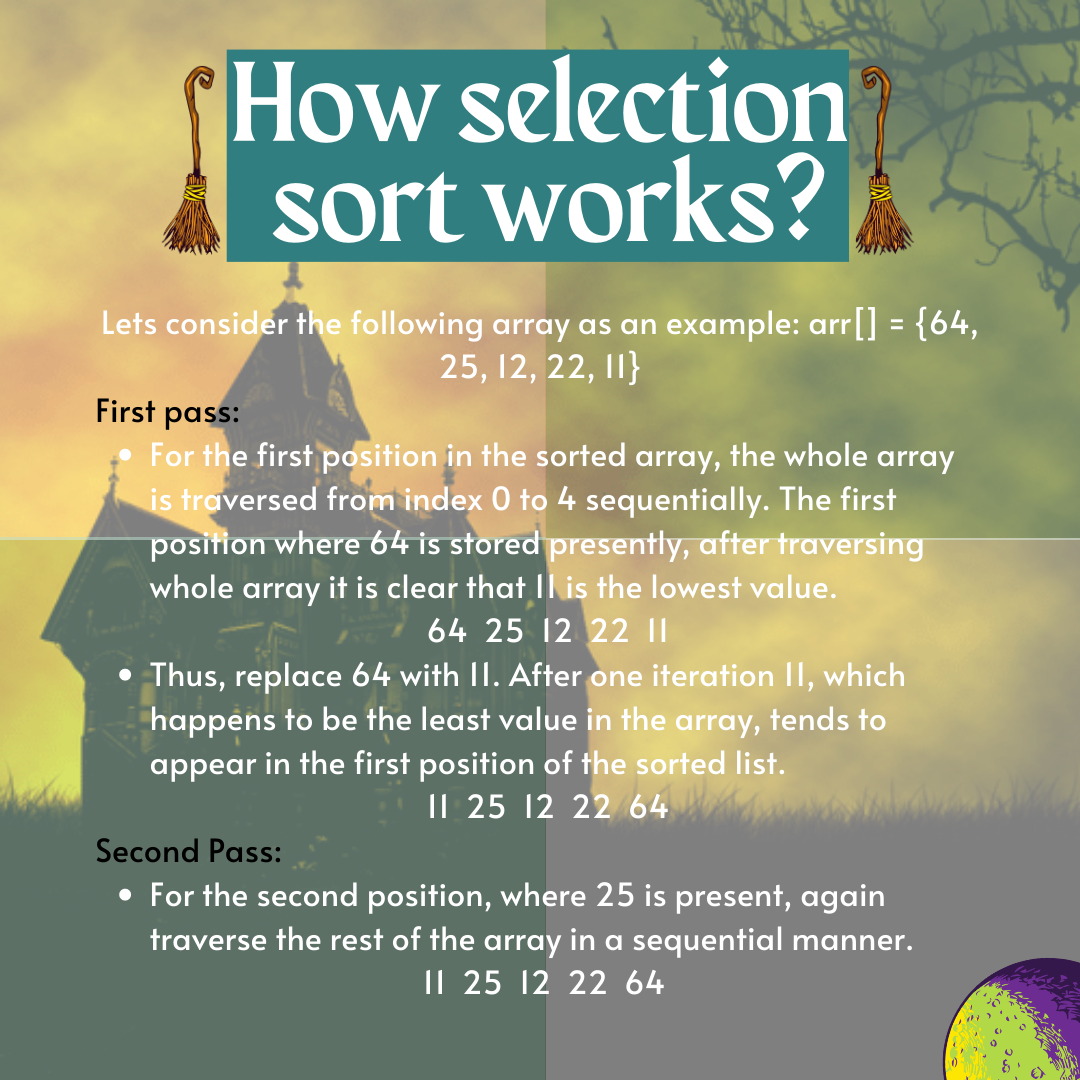 How selection
sort works?
Lets consider the following array as an example: arr[] = {64,
25, 12, 22, 11}
First pass:
• For the first position in the sorted array, the whole array
is traversed from index 0 to 4 sequentially. The first
position where 64 is stored presently, after traversing
whole array it is clear that 11 is the lowest value.
64 25 12 22 11
• Thus, replace 64 with 11. After one iteration 11, which
happens to be the least value in the array, tends to
appear in the first position of the sorted list.
11 25 12 22 64
Second Pass:
• For the second position, where 25 is present, again
traverse the rest of the array in a sequential manner.
11 25 12 22 64